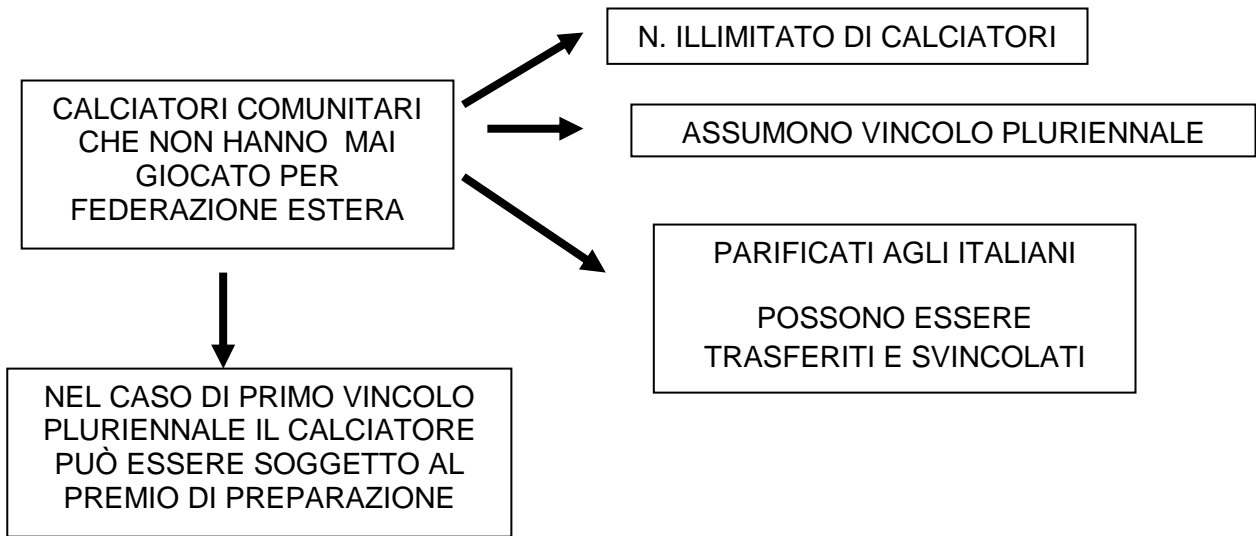 N. ILLIMITATO DI CALCIATORI
CALCIATORI COMUNITARI
CHE NON HANNO MAI
GIOCATO PER
FEDERAZIONE ESTERA
ASSUMONO VINCOLO PLURIENNALE
PARIFICATI AGLI ITALIANI
POSSONO ESSERE
TRASFERITI E SVINCOLATI
NEL CASO DI PRIMO VINCOLO
PLURIENNALE IL CALCIATORE
PUÒ ESSERE SOGGETTO AL
PREMIO DI PREPARAZIONE